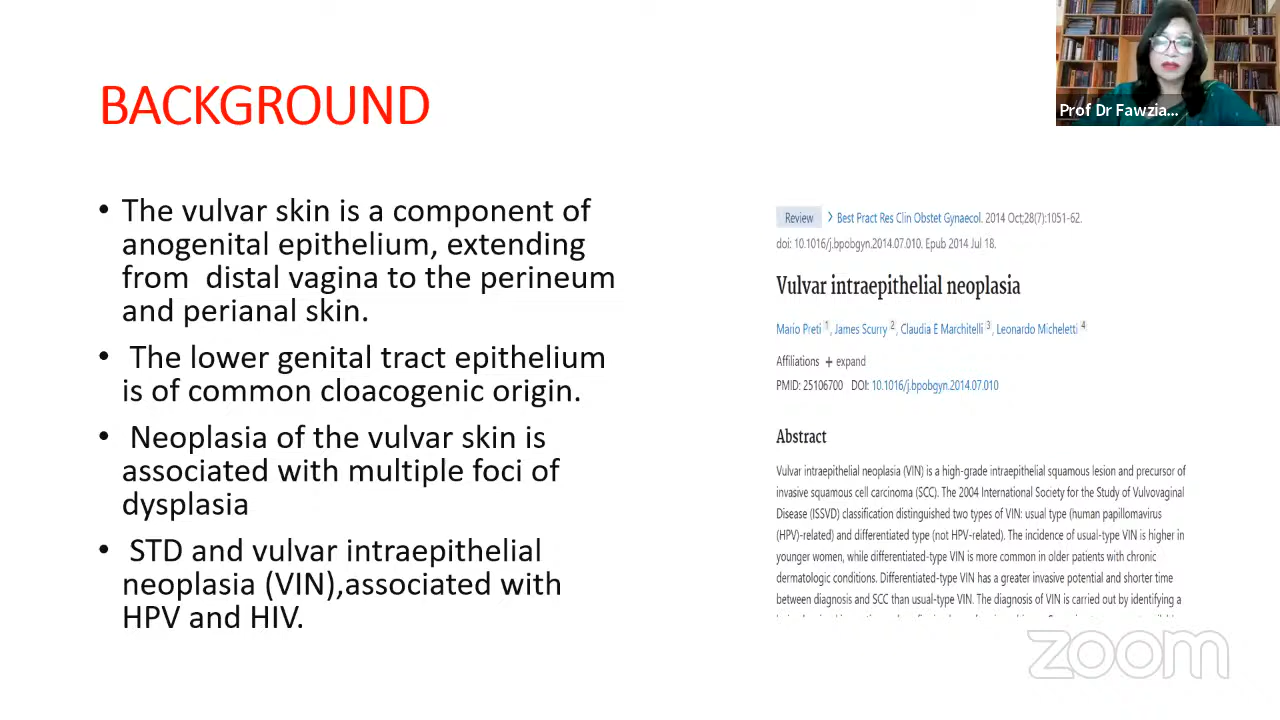 BACKGROUND
• The vulvar skin is a component of
anogenital epithelium, extending
from distal vagina to the perineum
and perianal skin.
• The lower genital tract epithelium
is of common cloacogenic origin.
• Neoplasia of the vulvar skin is
associated with multiple foci of
dysplasia
• STD and vulvar intraepithelial
neoplasia (VIN),associated with
HPV and HIV.
Prof Dr Fawzia...
Review > Best Pract Res Clin Obstet Gynaecol. 2014 Oct;28(7):1051-62.
doi: 10.1016/j.bpobgyn.2014.07.010. Epub 2014 Jul 18.
Vulvar intraepithelial neoplasia
Mario Preti 1, James Scurry 2, Claudia E Marchitelli 3, Leonardo Micheletti 4
Affiliations + expand
PMID: 25106700 DOI: 10.1016/j.bpobgyn.2014.07.010
Abstract
Vulvar intraepithelial neoplasia (VIN) is a high-grade intraepithelial squamous lesion and precursor of
invasive squamous cell carcinoma (SCC). The 2004 International Society for the Study of Vulvovaginal
Disease (ISSVD) classification distinguished two types of VIN: usual type (human papillomavirus
(HPV)-related) and differentiated type (not HPV-related). The incidence of usual-type VIN is higher in
younger women, while differentiated-type VIN is more common in older patients with chronic
dermatologic conditions. Differentiated-type VIN has a greater invasive potential and shorter time
between diagnosis and SCC than usual-type VIN. The diagnosis of VIN is carried out by identifying a
zoom